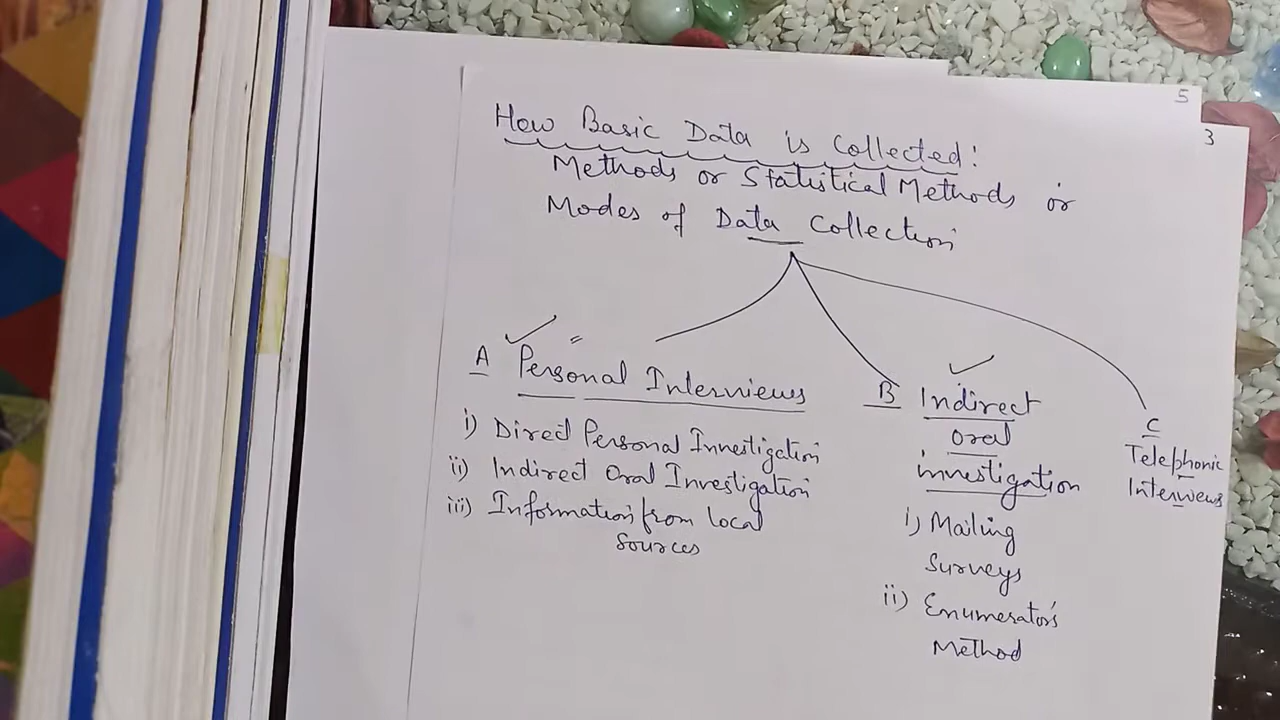 5
3
How Basic Data is Collected:
Methods or Statistical Methods or
Modes of Data Collection
A Personal Interviews
i) Direct Personal Investigation
ii) Indirect Oral Investigation
iii) Information from local
Sources
B Indirect
oral
investigation
i) Mailing
Surveys
ii) Enumerator's
Method
C
Telephonic
Interviews